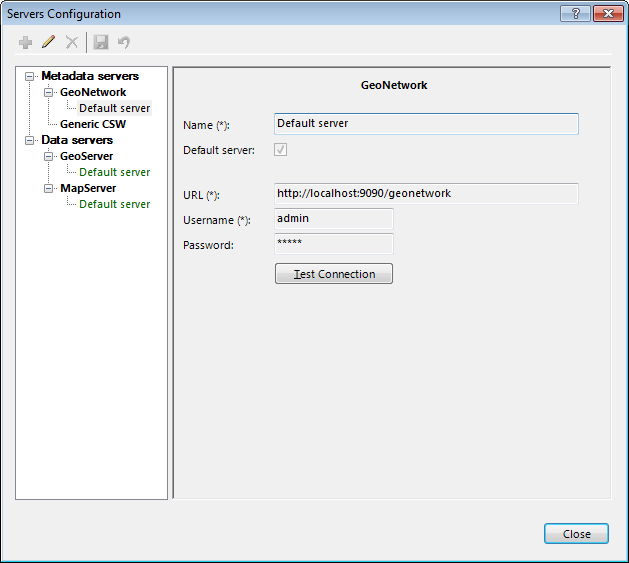 Servers Configuration
?
Metadata servers
GeoNetwork
Default server
Generic CSW
Data servers
GeoServer
Default server
MapServer
Default server
GeoNetwork
Name (*): Default server
Default server:
URL (*): http://localhost:9090/geonetwork
Username (*): admin
Password: *****
Test Connection
Close